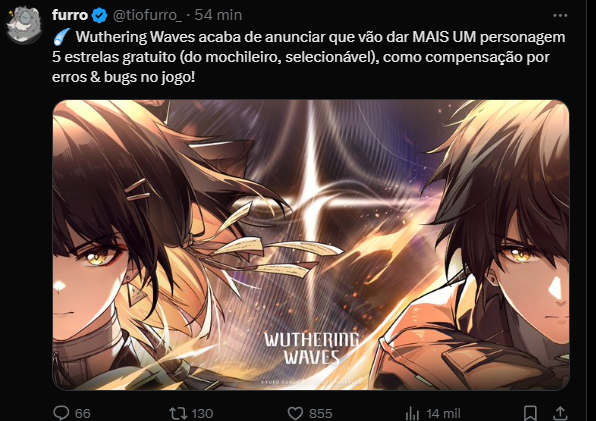 furro @tiofurro_ · 54 min
Wuthering Waves acaba de anunciar que vão dar MAIS UM personagem
5 estrelas gratuito (do mochileiro, selecionável), como compensação por
erros & bugs no jogo!
WUTHERING
WAVES
66 130 855 14 mil